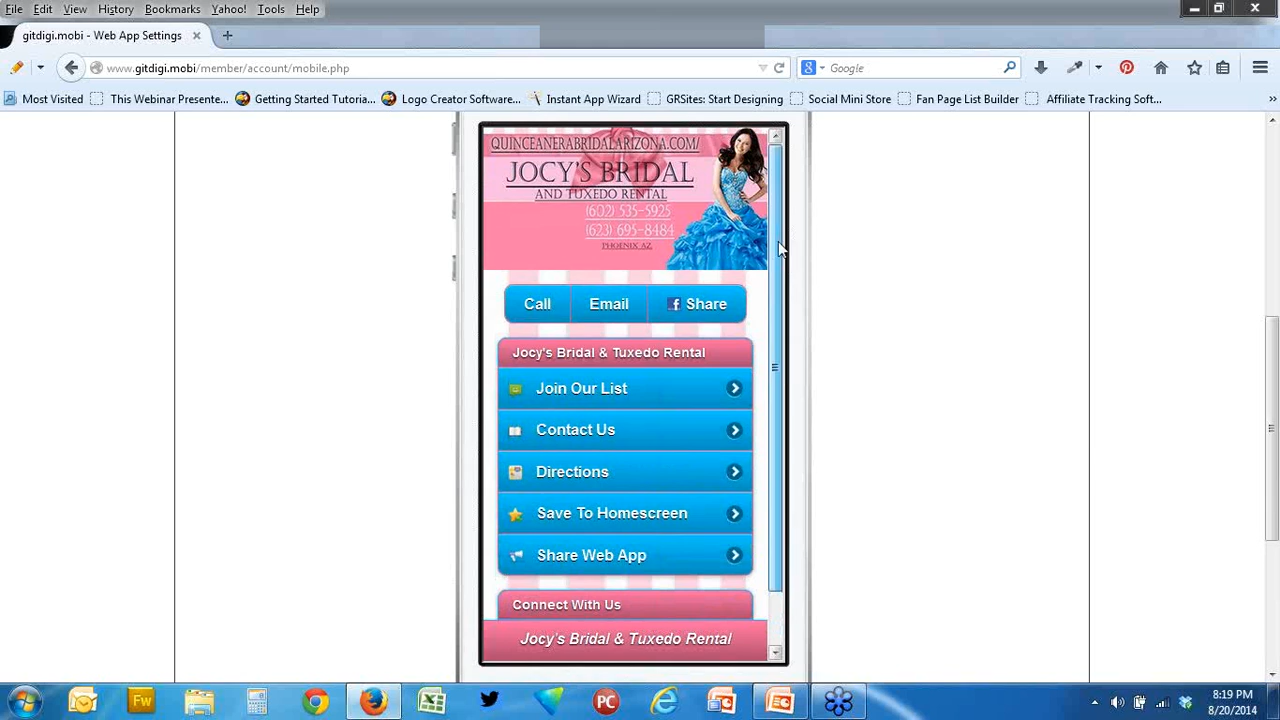 File Edit View History Bookmarks Yahoo! Tools Help
gitdigi.mobi - Web App Settings
www.gitdigi.mobi/member/account/mobile.php
Google
Most Visited This Webinar Presente... Getting Started Tutoria... Logo Creator Software... Instant App Wizard GRSites: Start Designing Social Mini Store Fan Page List Builder Affiliate Tracking Soft...
QUINCEANERABRIDALARIZONA.COM/
JOCY'S BRIDAL
AND TUXEDO RENTAL
(602) 535-5925
(623) 695-8484
PHOENIX AZ
Call Email Share
Jocy's Bridal & Tuxedo Rental
Join Our List
Contact Us
Directions
Save To Homescreen
Share Web App
Connect With Us
Jocy's Bridal & Tuxedo Rental
Fw PC
8:19 PM
8/20/2014